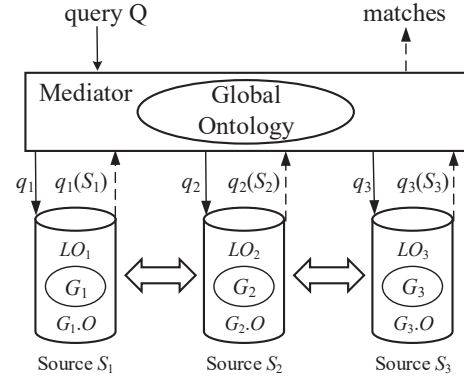 query Q
matches
Mediator
Global
Ontology
q1 q1(S1) q2 q2(S2) q3 q3(S3)
LO1 LO2 LO3
G1 G2 G3
G1.O G2.O G3.O
Source S1 Source S2 Source S3